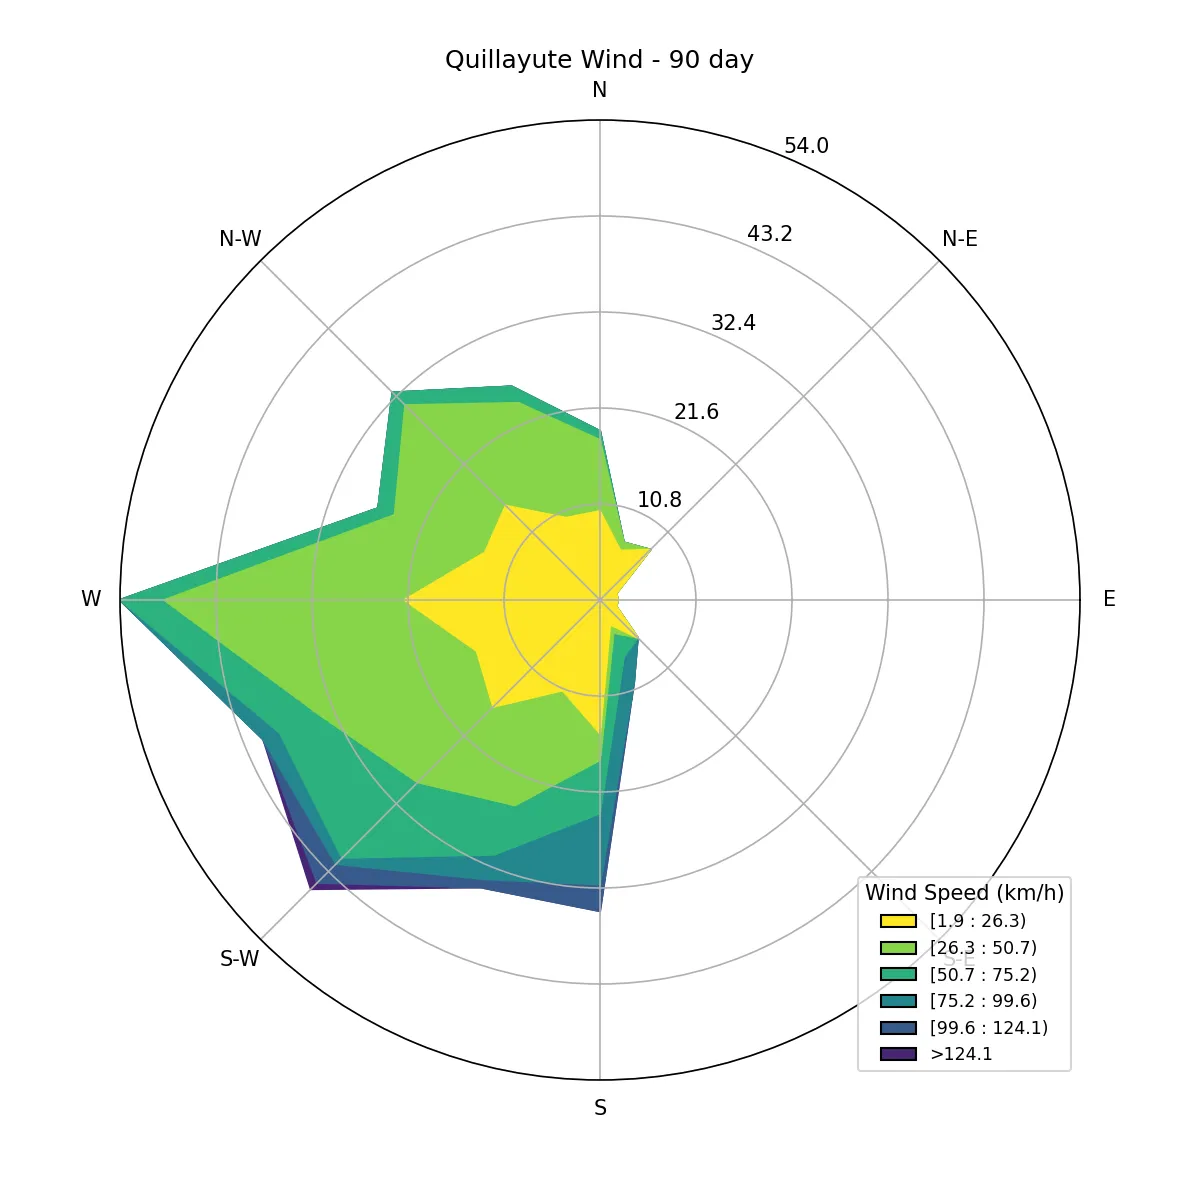 Quillayute Wind - 90 day
N
54.0
N-W
43.2
N-E
32.4
21.6
10.8
W
E
S-W
S-E
S
Wind Speed (km/h)
[1.9 : 26.3)
[26.3 : 50.7)
[50.7 : 75.2)
[75.2 : 99.6)
[99.6 : 124.1)
>124.1